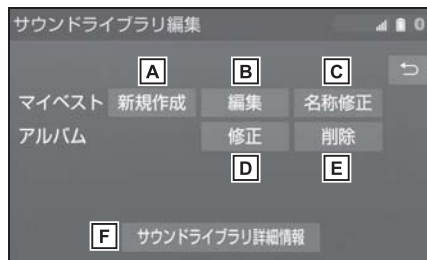 サウンドライブラリ編集 0
A B C
マイベスト 新規作成 編集 名称修正
アルバム 修正 削除
D E
F サウンドライブラリ詳細情報